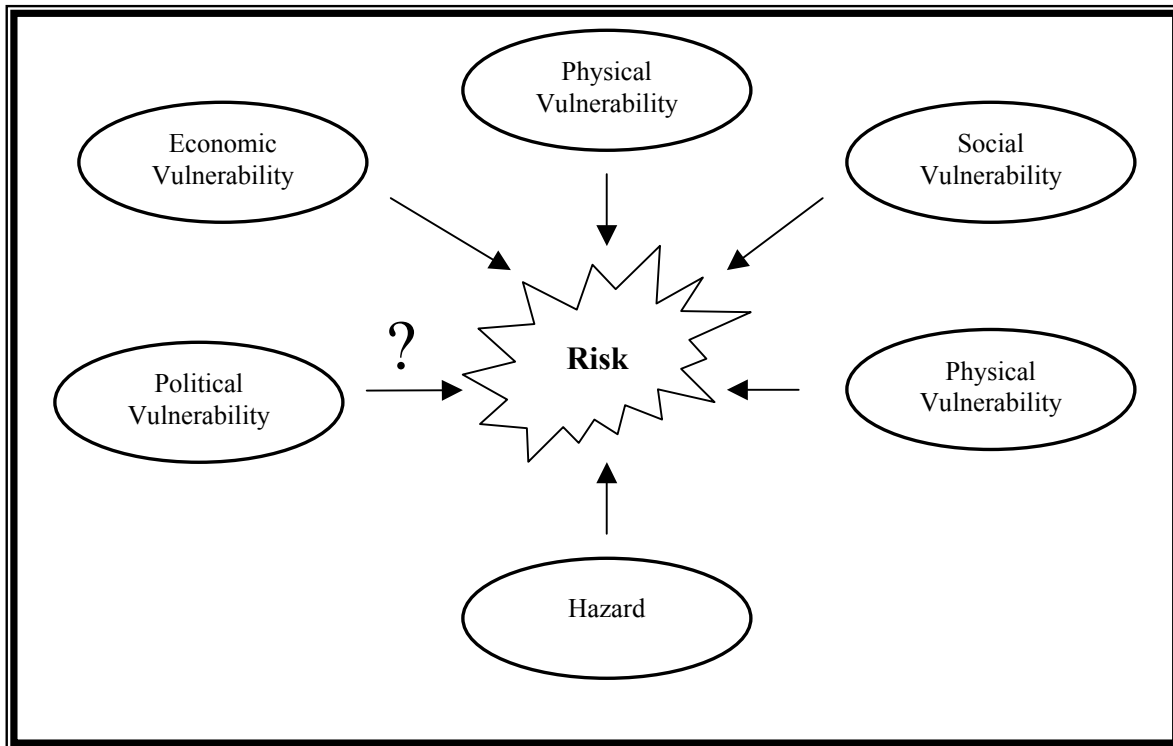 Physical
Vulnerability
Economic
Vulnerability
Social
Vulnerability
?
Risk
Political
Vulnerability
Physical
Vulnerability
Hazard